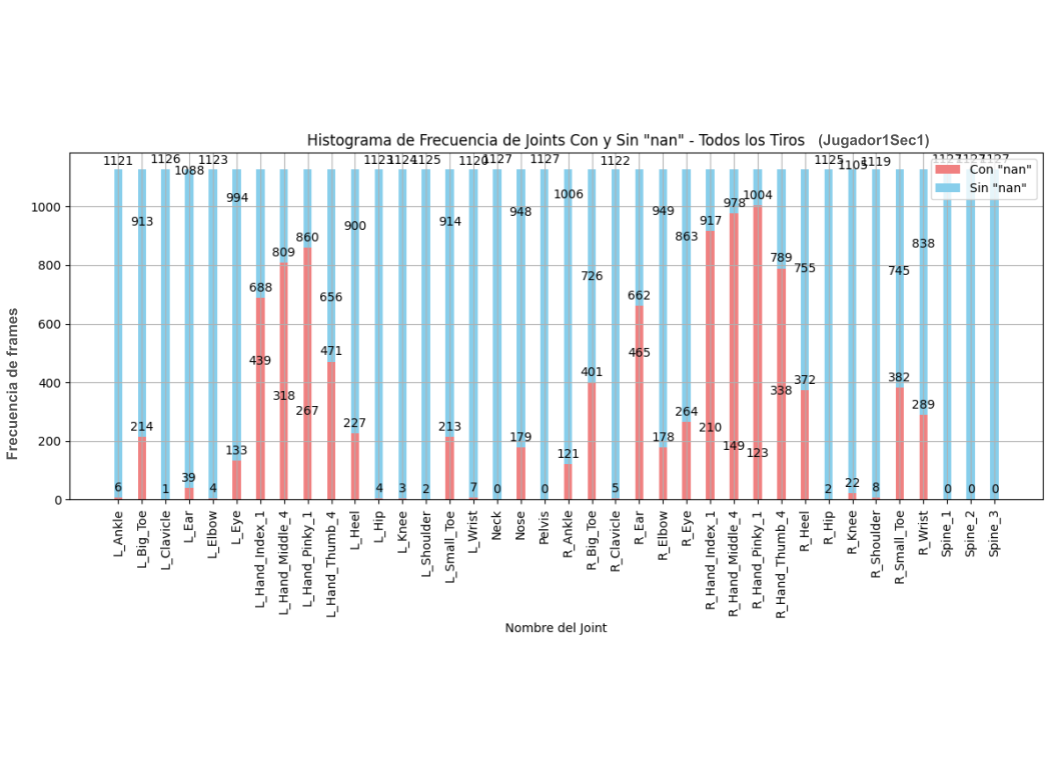 Histograma de Frecuencia de Joints Con y Sin "nan" - Todos los Tiros (Jugador1Sec1)
Con "nan"
Sin "nan"
Frecuencia de frames
1000
800
600
400
200
0
1121 913 1126 1088 1123 994 688 809 860 656 900 1123 1124 1125 914 1120 1127 948 1127 1006 726 1122 662 949 863 917 978 1004 789 755 1125 1105 1119 745 838 1127 1127 1127
6 214 1 39 4 133 439 318 267 471 227 4 3 2 213 7 0 179 0 121 401 5 465 178 264 210 149 123 338 372 2 22 8 382 289 0 0 0
L_Ankle
L_Big_Toe
L_Clavicle
L_Ear
L_Elbow
L_Eye
L_Hand_Index_1
L_Hand_Middle_4
L_Hand_Pinky_1
L_Hand_Thumb_4
L_Heel
L_Hip
L_Knee
L_Shoulder
L_Small_Toe
L_Wrist
Neck
Nose
Pelvis
R_Ankle
R_Big_Toe
R_Clavicle
R_Ear
R_Elbow
R_Eye
R_Hand_Index_1
R_Hand_Middle_4
R_Hand_Pinky_1
R_Hand_Thumb_4
R_Heel
R_Hip
R_Knee
R_Shoulder
R_Small_Toe
R_Wrist
Spine_1
Spine_2
Spine_3
Nombre del Joint